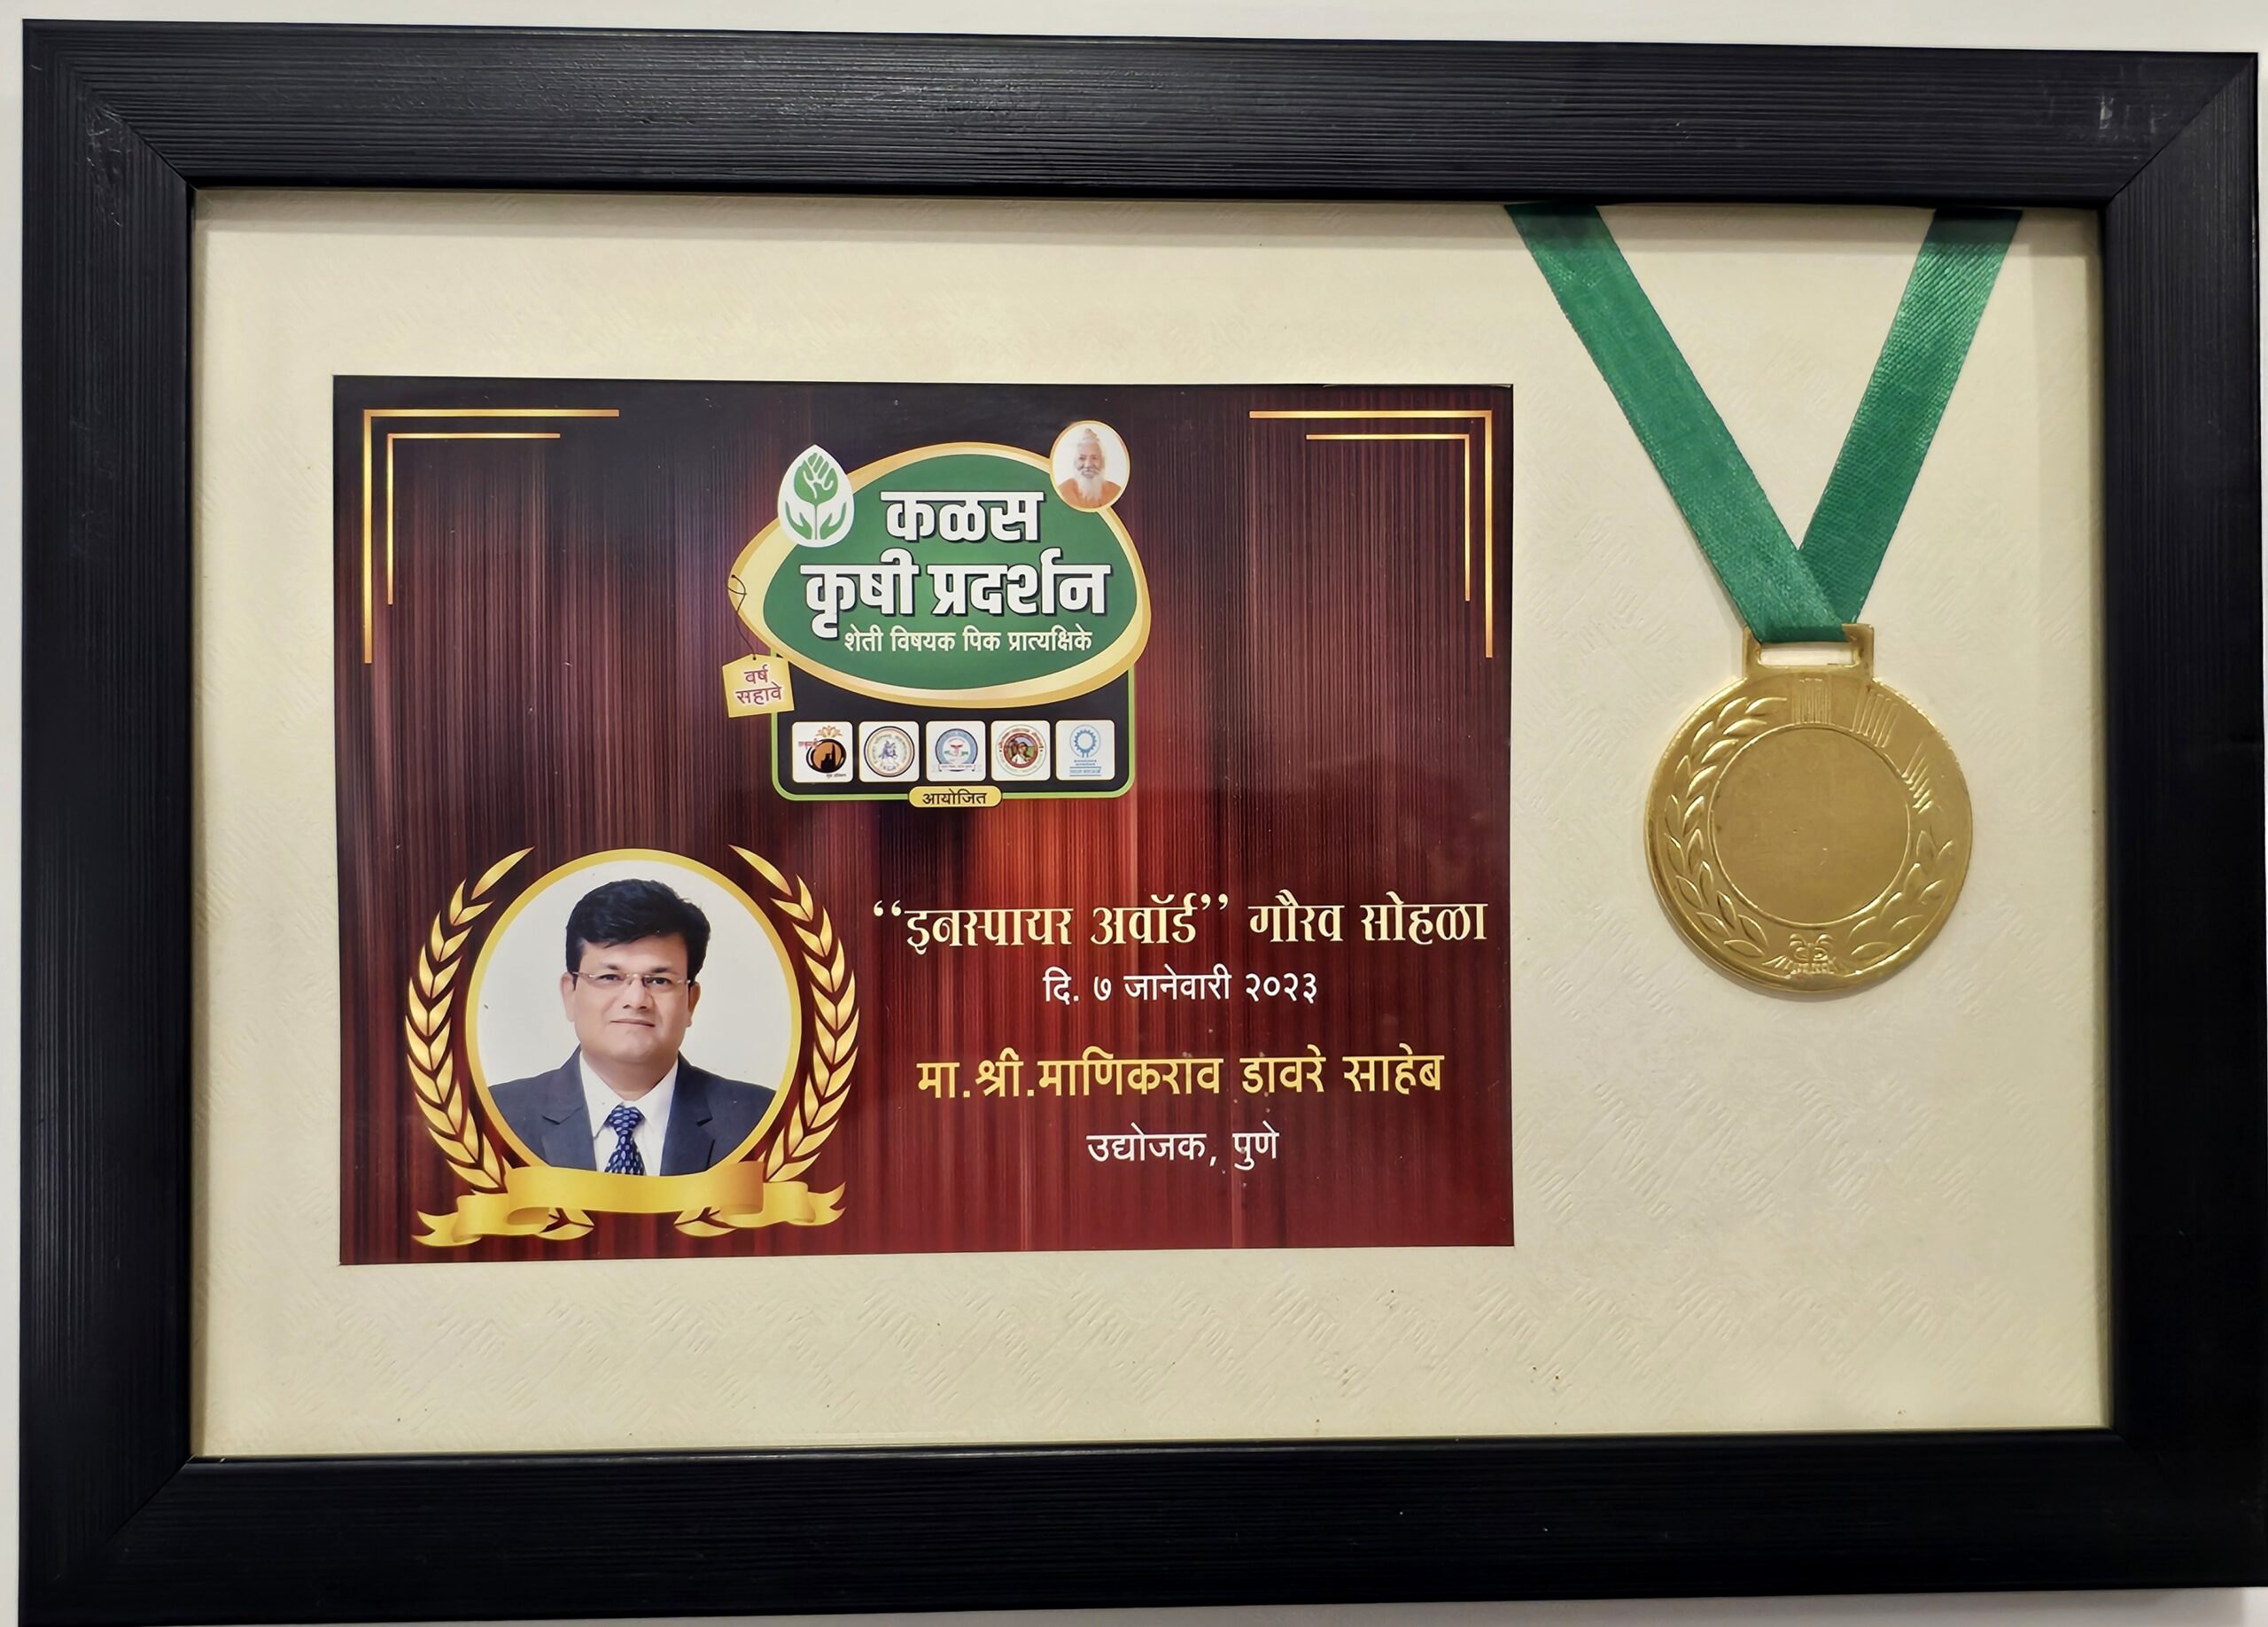 कळस
कृषी प्रदर्शन
शेती विषयक पिक प्रात्यक्षिके
वर्ष
सहावे
आयोजित
“इनस्पायर अवॉर्ड” गौरव सोहळा
दि. ७ जानेवारी २०२३
मा.श्री.माणिकराव डावरे साहेब
उद्योजक, पुणे